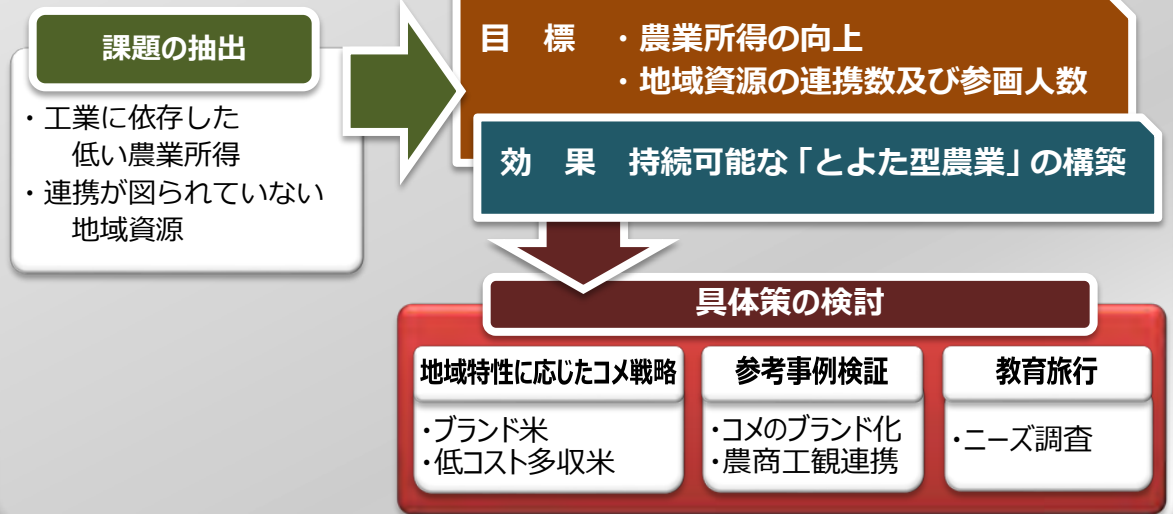 課題の抽出
・工業に依存した
低い農業所得
・連携が図られていない
地域資源
目 標 ・農業所得の向上
・地域資源の連携数及び参画人数
効 果 持続可能な「とよた型農業」の構築
具体策の検討
地域特性に応じたコメ戦略
・ブランド米
・低コスト多収米
参考事例検証
・コメのブランド化
・農商工観連携
教育旅行
・ニーズ調査